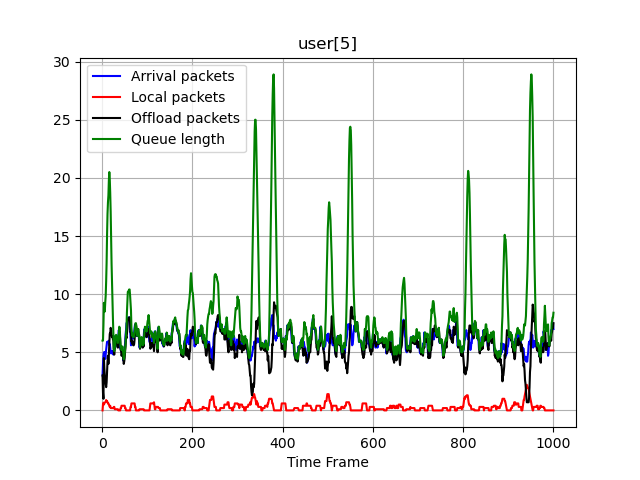 user[5]
Arrival packets
Local packets
Offload packets
Queue length
30
25
20
15
10
5
0
0 200 400 600 800 1000
Time Frame